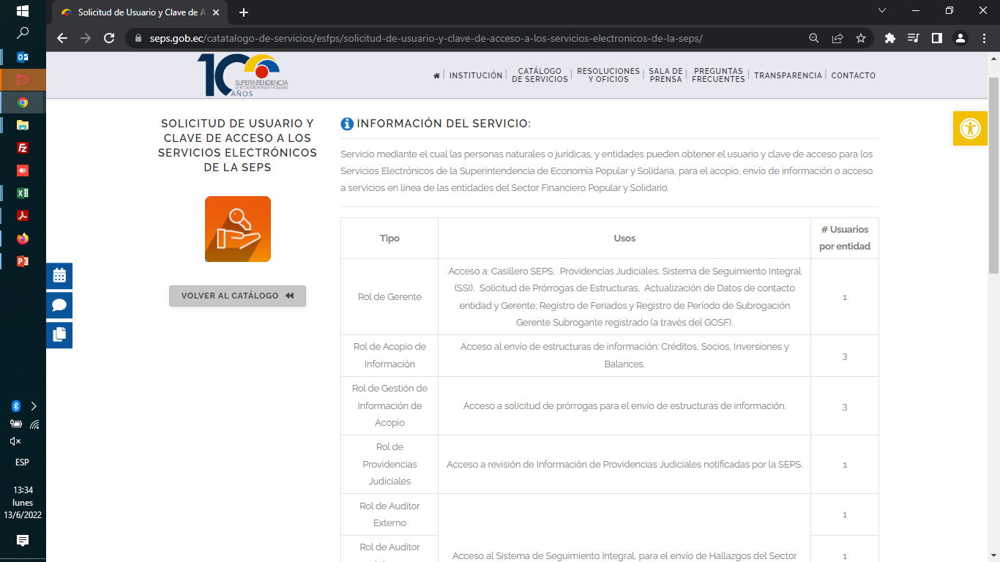 Solicitud de Usuario y Clave de A
seps.gob.ec/catatalogo-de-servicios/esfps/solicitud-de-usuario-y-clave-de-acceso-a-los-servicios-electronicos-de-la-seps/
10
SUPERINTENDENCIA
DE ECONOMÍA POPULAR Y SOLIDARIA
AÑOS
INSTITUCIÓN
CATÁLOGO
DE SERVICIOS
RESOLUCIONES
Y OFICIOS
SALA DE
PRENSA
PREGUNTAS
FRECUENTES
TRANSPARENCIA
CONTACTO
SOLICITUD DE USUARIO Y
CLAVE DE ACCESO A LOS
SERVICIOS ELECTRÓNICOS
DE LA SEPS
VOLVER AL CATÁLOGO
INFORMACIÓN DEL SERVICIO:
Servicio mediante el cual las personas naturales o jurídicas, y entidades pueden obtener el usuario y clave de acceso para los
Servicios Electrónicos de la Superintendencia de Economía Popular y Solidaria, para el acopio, envío de información o acceso
a servicios en línea de las entidades del Sector Financiero Popular y Solidario.
Tipo
Usos
# Usuarios
por entidad
Rol de Gerente
Acceso a: Casillero SEPS, Providencias Judiciales, Sistema de Seguimiento Integral
(SSI), Solicitud de Prórrogas de Estructuras, Actualización de Datos de contacto
entidad y Gerente; Registro de Feriados y Registro de Período de Subrogación
Gerente Subrogante registrado (a través del GOSF).
1
Rol de Acopio de
Información
Acceso al envío de estructuras de información: Créditos, Socios, Inversiones y
Balances.
3
Rol de Gestión de
Información de
Acopio
Acceso a solicitud de prórrogas para el envío de estructuras de información.
3
Rol de
Providencias
Judiciales
Acceso a revisión de Información de Providencias Judiciales notificadas por la SEPS.
1
Rol de Auditor
Externo
1
Rol de Auditor
Acceso al Sistema de Seguimiento Integral, para el envío de Hallazgos del Sector
1
ESP
13:34
lunes
13/6/2022